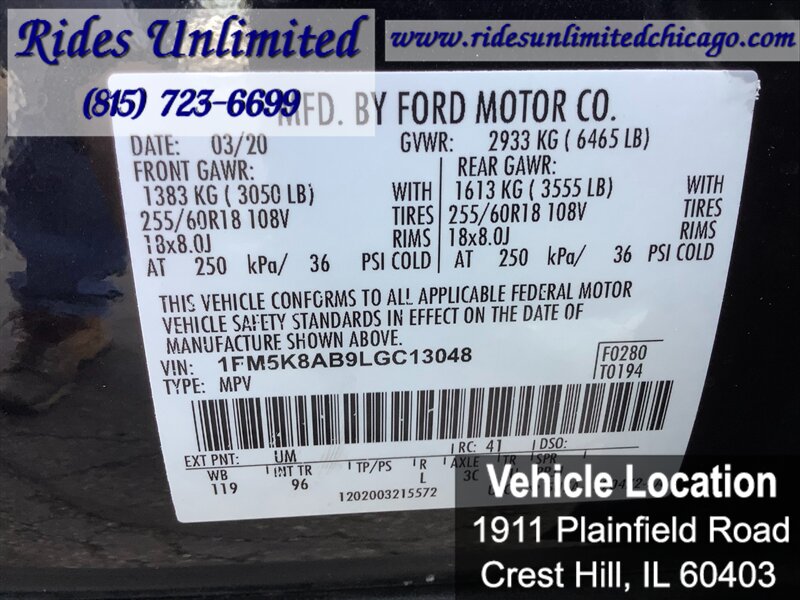 Rides Unlimited
(815) 723-6699
www.ridesunlimitedchicago.com
MFD. BY FORD MOTOR CO.
DATE: 03/20 GVWR: 2933 KG ( 6465 LB)
FRONT GAWR: REAR GAWR:
1383 KG ( 3050 LB) WITH 1613 KG ( 3555 LB) WITH
255/60R18 108V TIRES 255/60R18 108V TIRES
18x8.0J RIMS 18x8.0J RIMS
AT 250 kPa/ 36 PSI COLD AT 250 kPa/ 36 PSI COLD
THIS VEHICLE CONFORMS TO ALL APPLICABLE FEDERAL MOTOR
VEHICLE SAFETY STANDARDS IN EFFECT ON THE DATE OF
MANUFACTURE SHOWN ABOVE.
VIN: 1FM5K8AB9LGC13048 F0280
TYPE: MPV T0194
EXT PNT: UM RC: 41 DSO:
WB INT TR TP/PS R AXLE TR SPR
119 96 L 3C
1202003215572
Vehicle Location
1911 Plainfield Road
Crest Hill, IL 60403